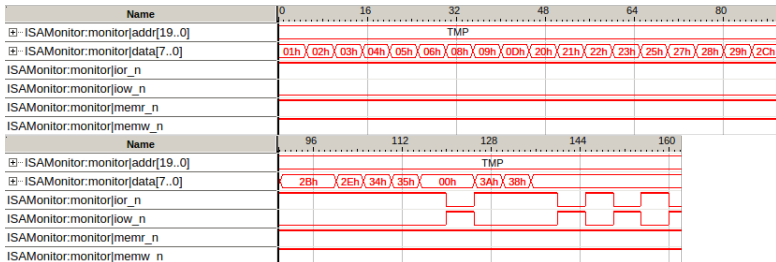 Name 0 16 32 48 64 80
ISAMonitor:monitor|addr[19..0] TMP
ISAMonitor:monitor|data[7..0] 01h 02h 03h 04h 05h 06h 08h 09h 0Dh 20h 21h 22h 23h 25h 27h 28h 29h 2Ch
ISAMonitor:monitor|ior_n
ISAMonitor:monitor|iow_n
ISAMonitor:monitor|memr_n
ISAMonitor:monitor|memw_n
Name 96 112 128 144 160
ISAMonitor:monitor|addr[19..0] TMP
ISAMonitor:monitor|data[7..0] 2Bh 2Eh 34h 35h 00h 3Ah 38h
ISAMonitor:monitor|ior_n
ISAMonitor:monitor|iow_n
ISAMonitor:monitor|memr_n
ISAMonitor:monitor|memw_n